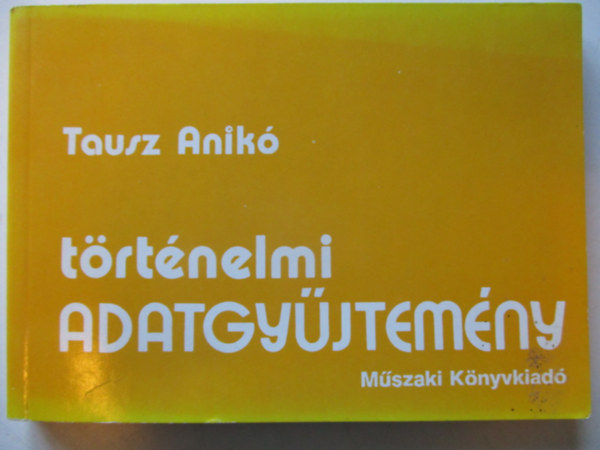 Tausz Anikó
történelmi
ADATGYŰJTEMÉNY
Műszaki Könyvkiadó